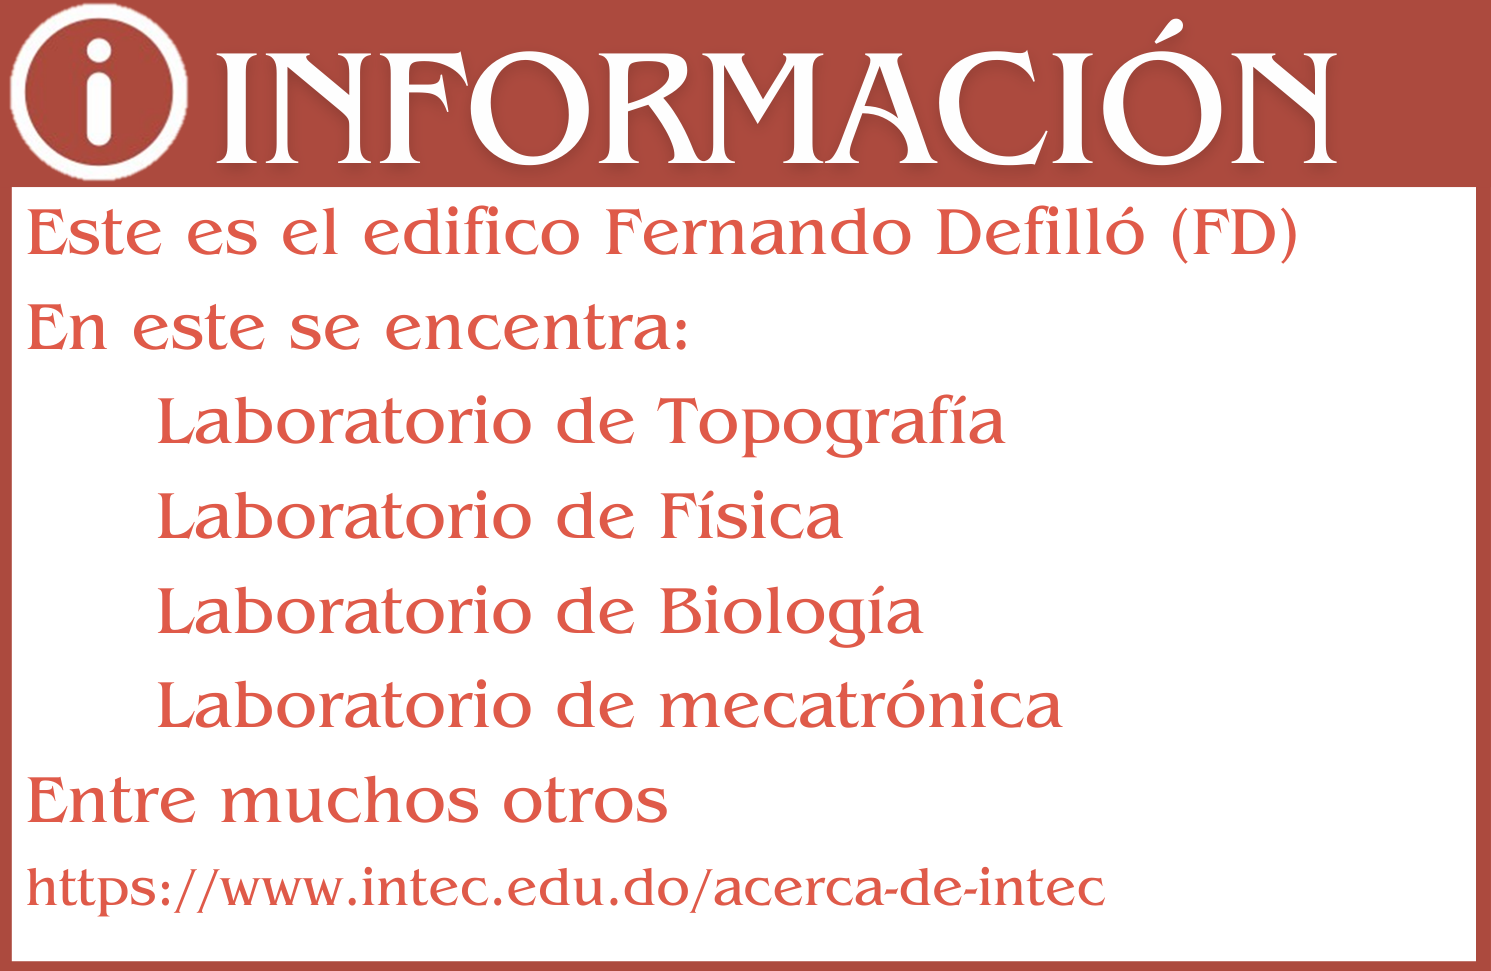 INFORMACIÓN
Este es el edifico Fernando Defilló (FD)
En este se encentra:
Laboratorio de Topografía
Laboratorio de Física
Laboratorio de Biología
Laboratorio de mecatrónica
Entre muchos otros
https://www.intec.edu.do/acerca-de-intec